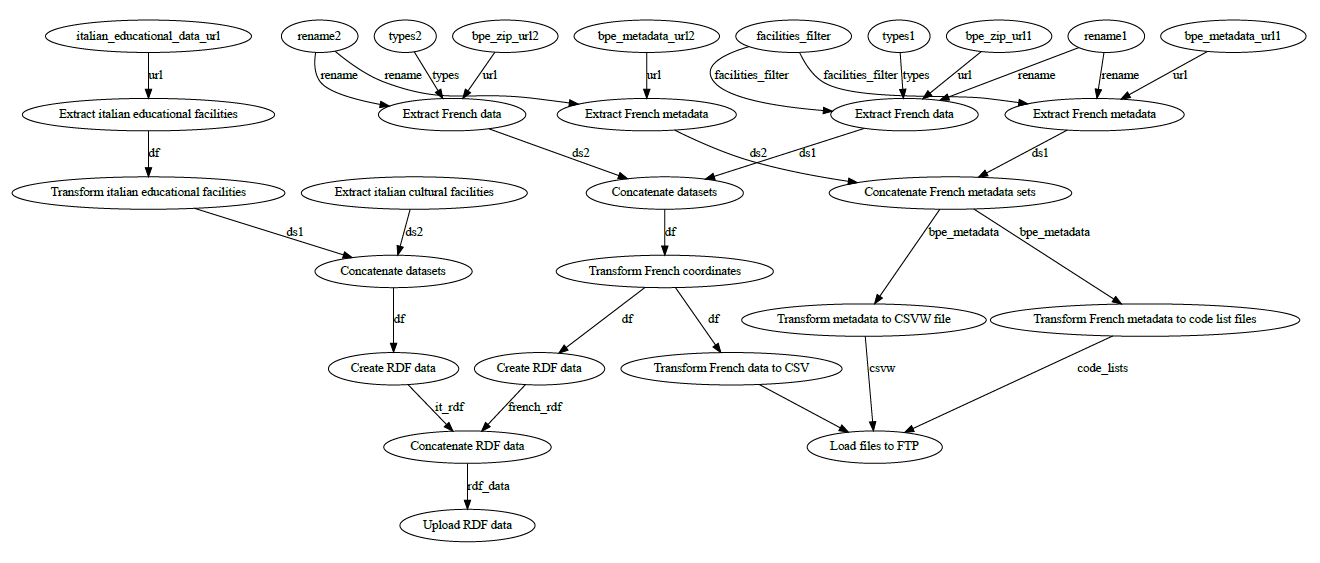 italian_educational_data_url
rename2
types2
bpe_zip_url2
bpe_metadata_url2
facilities_filter
types1
bpe_zip_url1
rename1
bpe_metadata_url1
url
rename
rename
types
url
url
facilities_filter
facilities_filter
types
url
rename
rename
url
Extract italian educational facilities
Extract French data
Extract French metadata
Extract French data
Extract French metadata
df
ds2
ds2
ds1
ds1
Transform italian educational facilities
Extract italian cultural facilities
Concatenate datasets
Concatenate French metadata sets
ds1
ds2
df
bpe_metadata
bpe_metadata
Concatenate datasets
Transform French coordinates
df
df
df
Transform metadata to CSVW file
Transform French metadata to code list files
Create RDF data
Create RDF data
Transform French data to CSV
csvw
code_lists
it_rdf
french_rdf
Concatenate RDF data
Load files to FTP
rdf_data
Upload RDF data